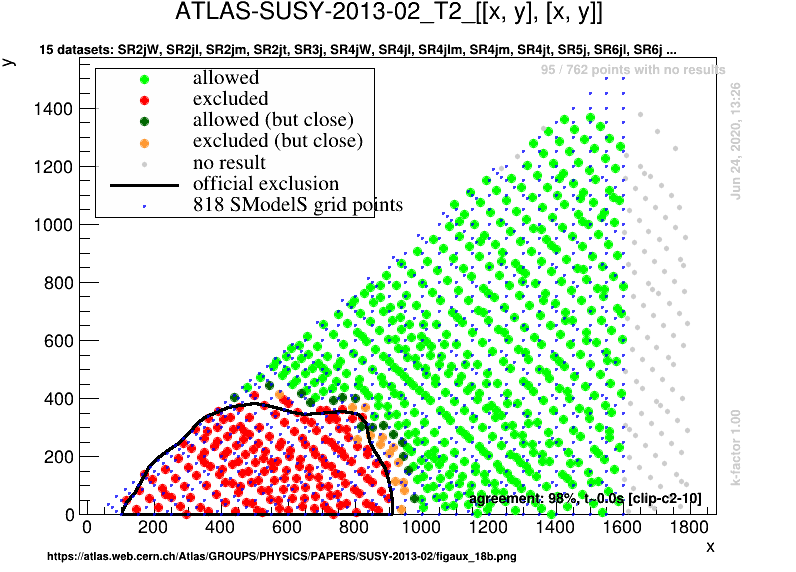 ATLAS-SUSY-2013-02_T2_[[x, y], [x, y]]
15 datasets: SR2jW, SR2jl, SR2jm, SR2jt, SR3j, SR4jW, SR4jl, SR4jlm, SR4jm, SR4jt, SR5j, SR6jl, SR6j ...
y
95 / 762 points with no results
allowed
excluded
allowed (but close)
excluded (but close)
no result
official exclusion
818 SModelS grid points
Jun 24, 2020, 13:26
k-factor 1.00
1400
1200
1000
800
600
400
200
0
agreement: 98%, t~0.0s [clip-c2-10]
0 200 400 600 800 1000 1200 1400 1600 1800
x
https://atlas.web.cern.ch/Atlas/GROUPS/PHYSICS/PAPERS/SUSY-2013-02/figaux_18b.png